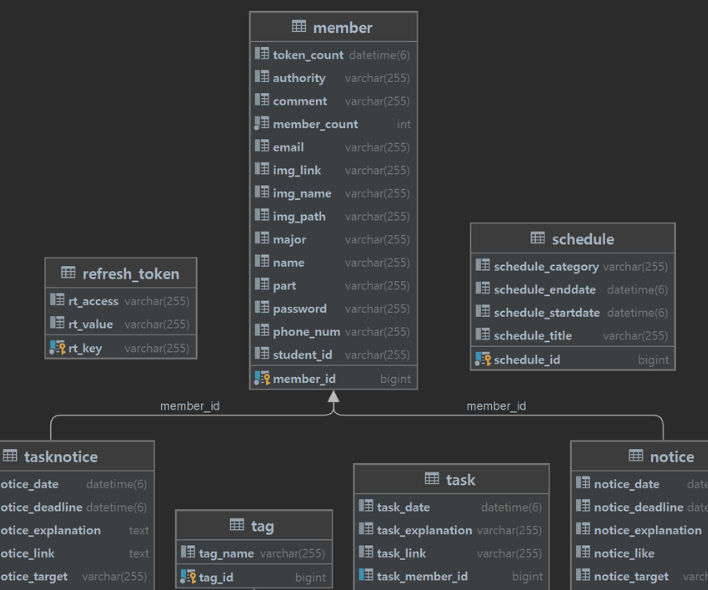 member
token_count datetime(6)
authority varchar(255)
comment varchar(255)
member_count int
email varchar(255)
img_link varchar(255)
img_name varchar(255)
img_path varchar(255)
major varchar(255)
name varchar(255)
part varchar(255)
password varchar(255)
phone_num varchar(255)
student_id varchar(255)
member_id bigint
refresh_token
rt_access varchar(255)
rt_value varchar(255)
rt_key varchar(255)
schedule
schedule_category varchar(255)
schedule_enddate datetime(6)
schedule_startdate datetime(6)
schedule_title varchar(255)
schedule_id bigint
member_id
member_id
tasknotice
otice_date datetime(6)
otice_deadline datetime(6)
otice_explanation text
otice_link text
otice_target varchar(255)
tag
tag_name varchar(255)
tag_id bigint
task
task_date datetime(6)
task_explanation varchar(255)
task_link varchar(255)
task_member_id bigint
notice
notice_date date
notice_deadline date
notice_explanation
notice_like
notice_target varch